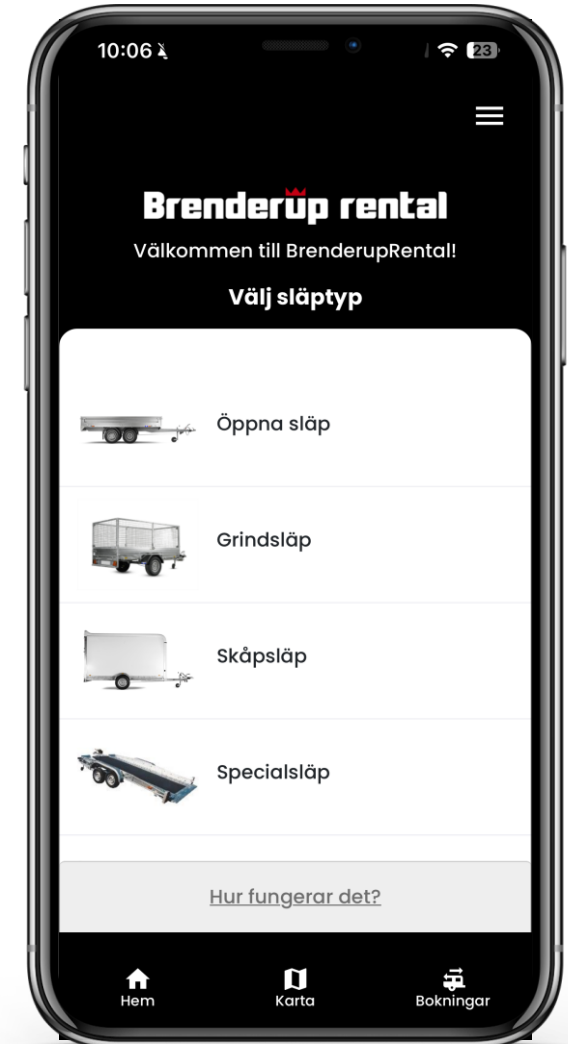 10:06
23
Brenderup rental
Välkommen till BrenderupRental!
Välj släptyp
Öppna släp
Grindsläp
Skåpsläp
Specialsläp
Hur fungerar det?
Hem
Karta
Bokningar